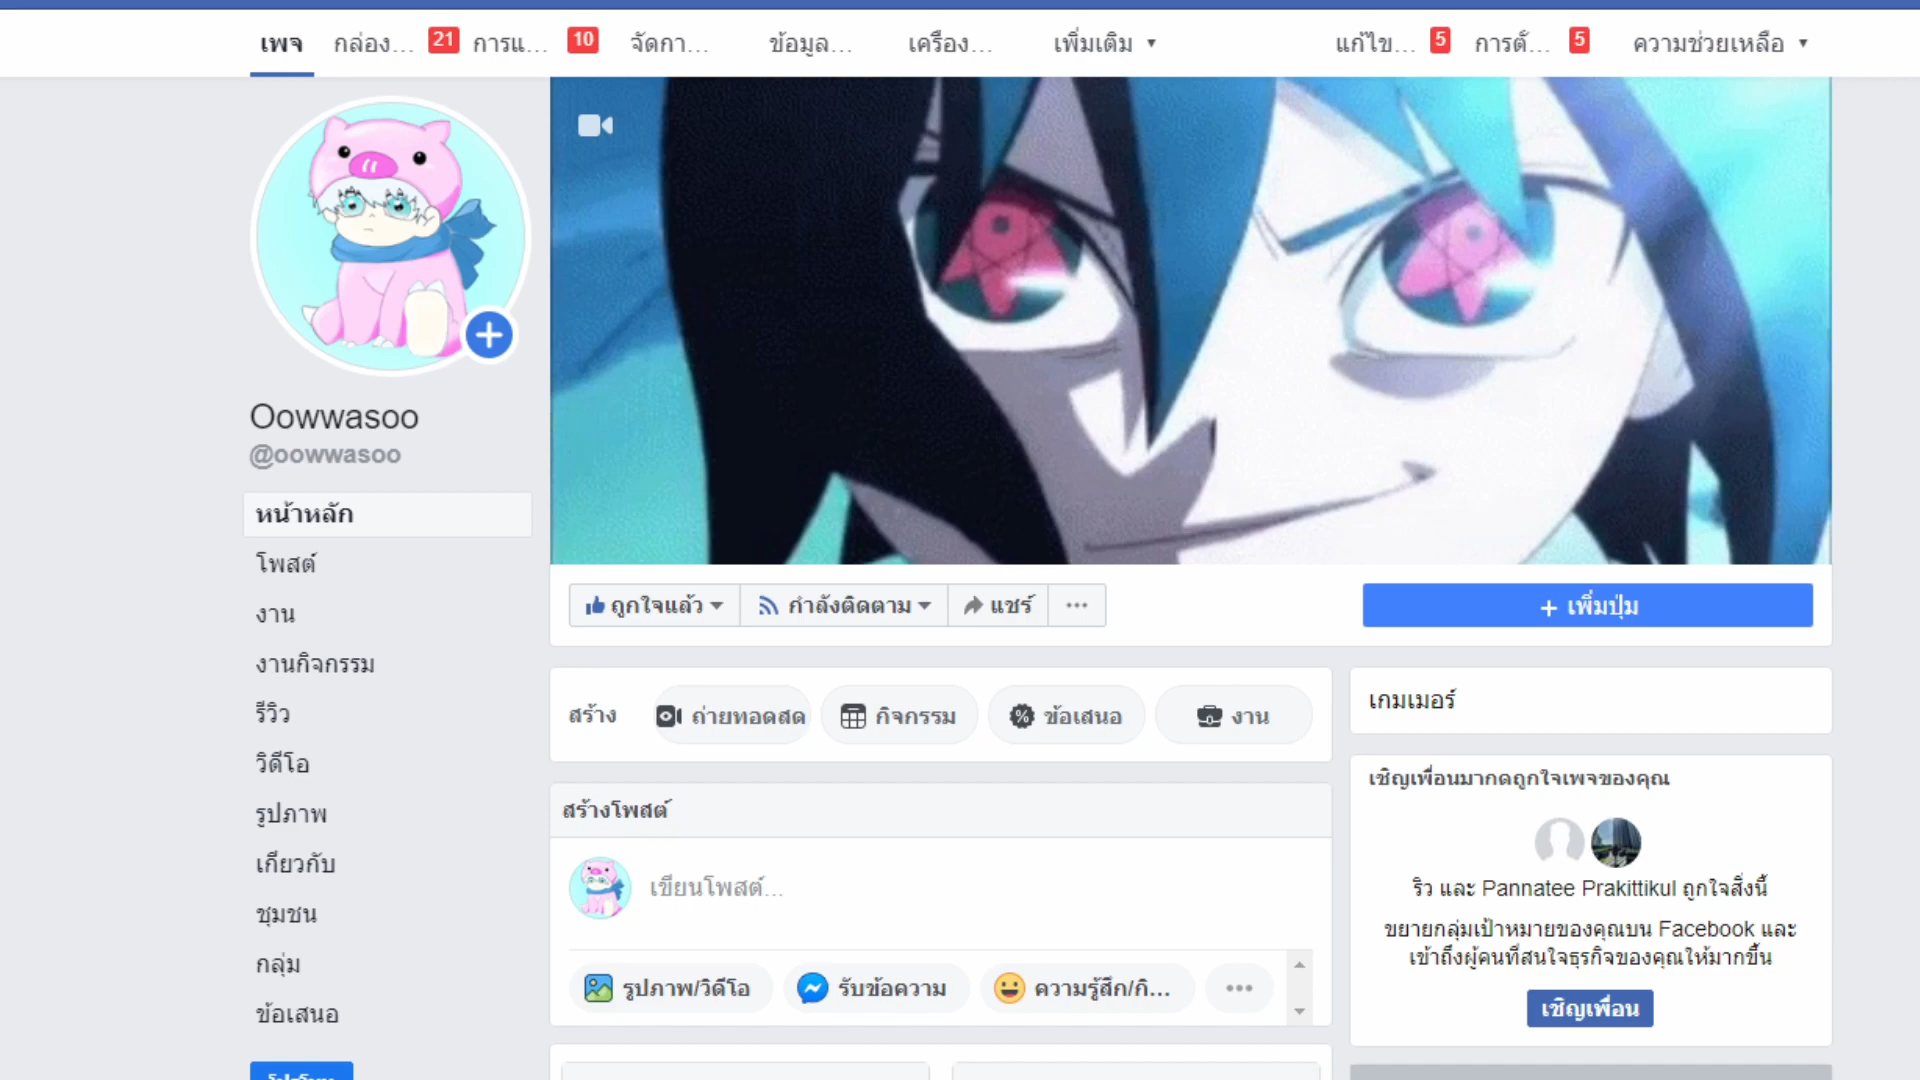 เพจ กล่อง... 21 การแ... 10 จัดกา... ข้อมูล... เครื่อง... เพิ่มเติม แก้ไข... 5 การตั้... 5 ความช่วยเหลือ
Oowwasoo
@oowwasoo
หน้าหลัก
โพสต์
งาน
งานกิจกรรม
รีวิว
วิดีโอ
รูปภาพ
เกี่ยวกับ
ชุมชน
กลุ่ม
ข้อเสนอ
ถูกใจแล้ว กำลังติดตาม แชร์ ...
+ เพิ่มปุ่ม
สร้าง ถ่ายทอดสด กิจกรรม ข้อเสนอ งาน
สร้างโพสต์
เขียนโพสต์...
รูปภาพ/วิดีโอ รับข้อความ ความรู้สึก/กิ... ...
เกมเมอร์
เชิญเพื่อนมากดถูกใจเพจของคุณ
ริว และ Pannatee Prakittikul ถูกใจสิ่งนี้
ขยายกลุ่มเป้าหมายของคุณบน Facebook และ
เข้าถึงผู้คนที่สนใจธุรกิจของคุณให้มากขึ้น
เชิญเพื่อน